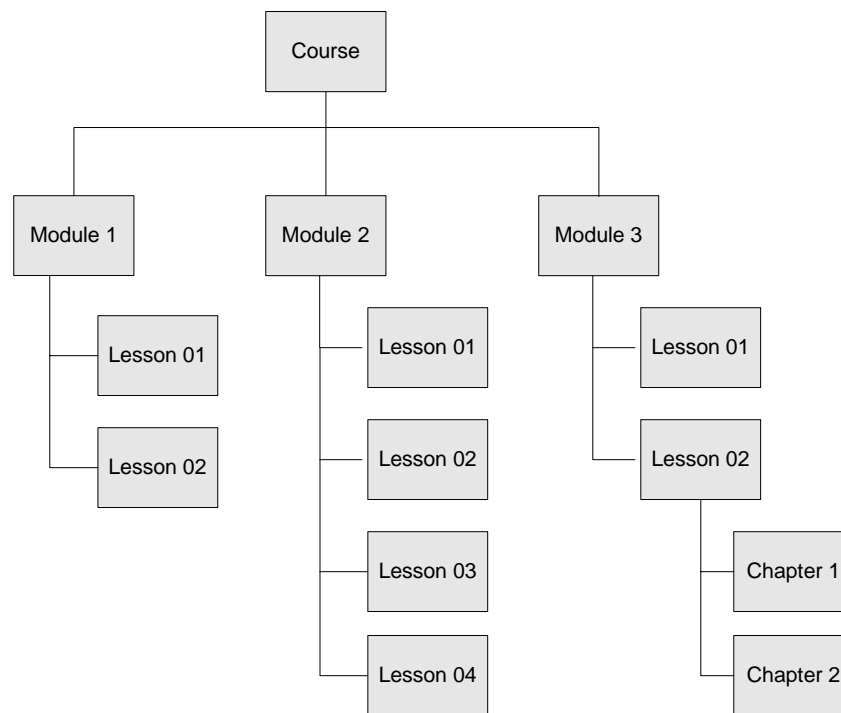 Course
Module 1
Module 2
Module 3
Lesson 01
Lesson 01
Lesson 01
Lesson 02
Lesson 02
Lesson 02
Lesson 03
Chapter 1
Lesson 04
Chapter 2